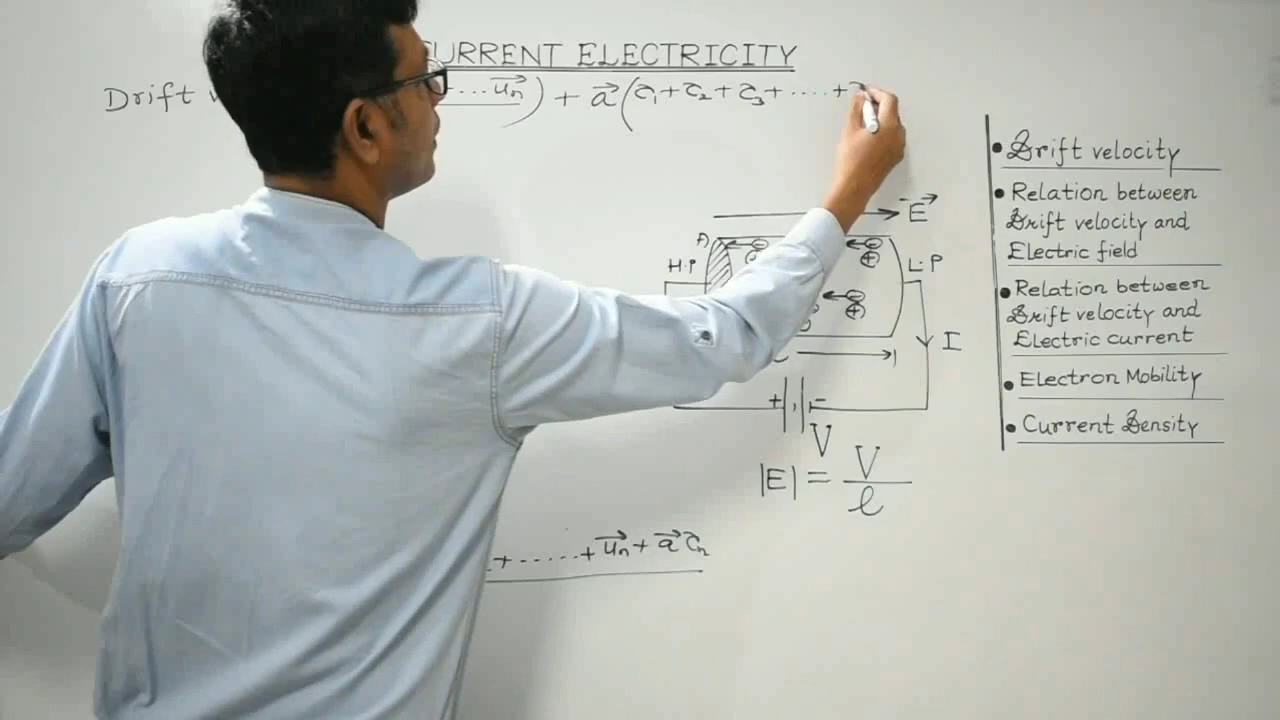 CURRENT ELECTRICITY
Drift
.....u⃗n) + a⃗(τ1 + τ2 + τ3 + ..... +
E⃗
A
H.P
L.P
I
+ -
V
|E| = V/l
+ ...... + u⃗n + a⃗ τn
• Drift velocity
• Relation between
Drift velocity and
Electric field
• Relation between
Drift velocity and
Electric current
• Electron Mobility
• Current Density